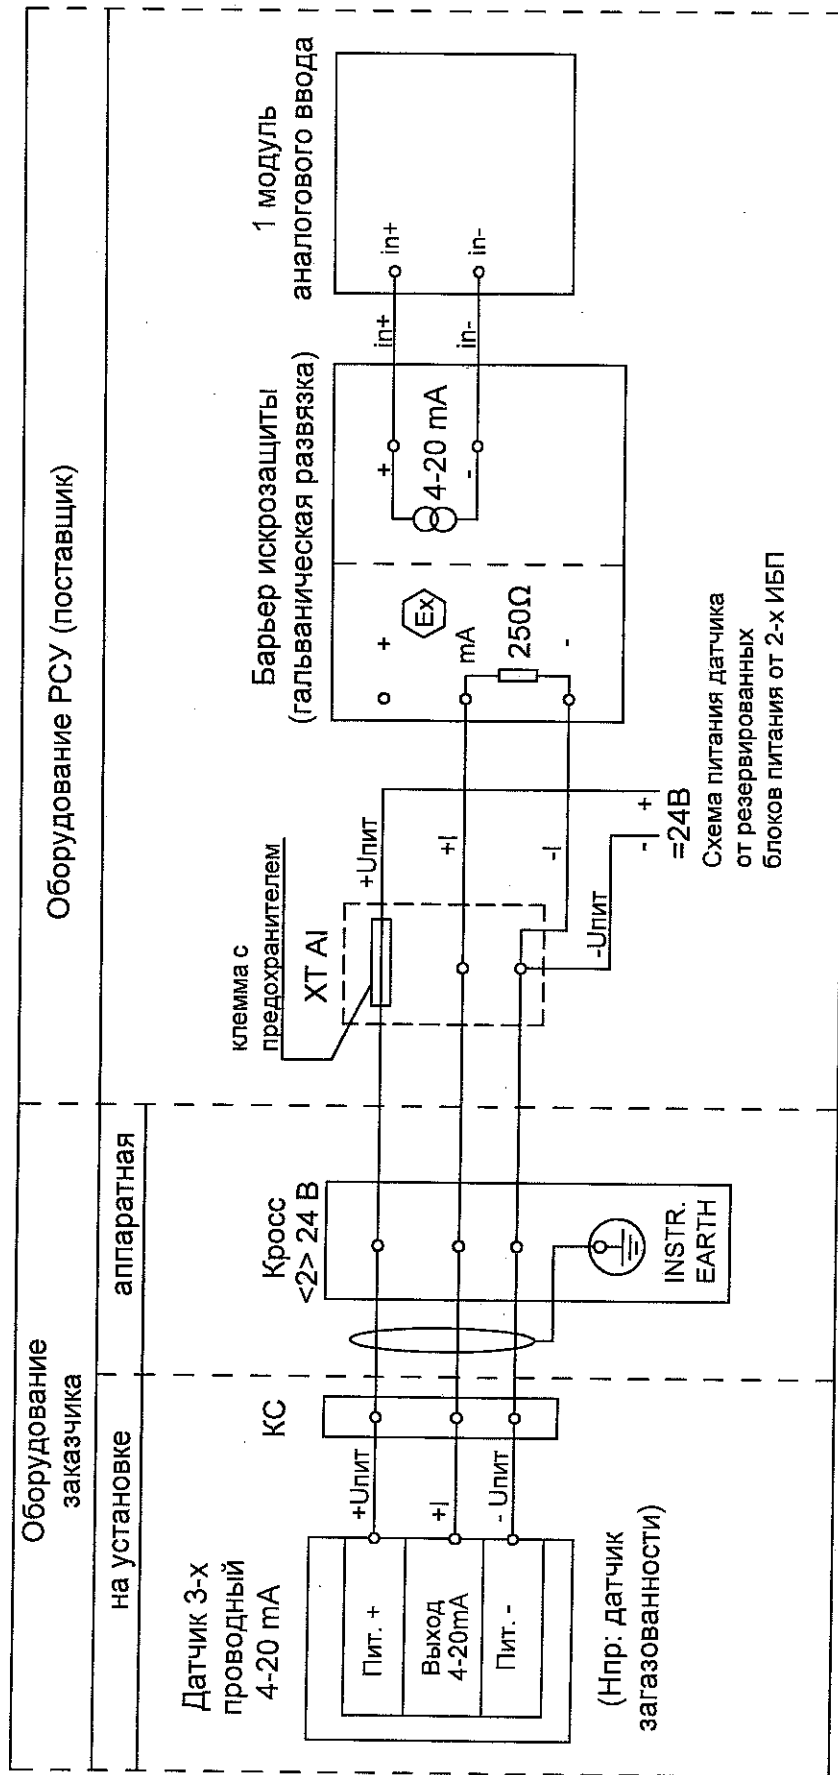 Оборудование
заказчика
Оборудование РСУ (поставщик)
на установке
аппаратная
Датчик 3-х
проводный
4-20 mA
Пит. +
Выход
4-20mA
Пит. -
(Нпр: датчик
загазованности)
+Uпит
+I
- Uпит
КС
Кросс
<2> 24 В
INSTR.
EARTH
клемма с
предохранителем
XT AI
+Uпит
+I
-I
-Uпит
- +
=24В
Схема питания датчика
от резервированных
блоков питания от 2-х ИБП
Барьер искрозащиты
(гальваническая развязка)
+
Ex
mA
250Ω
-
+
4-20 mA
-
in+
in-
1 модуль
аналогового ввода
in+
in-